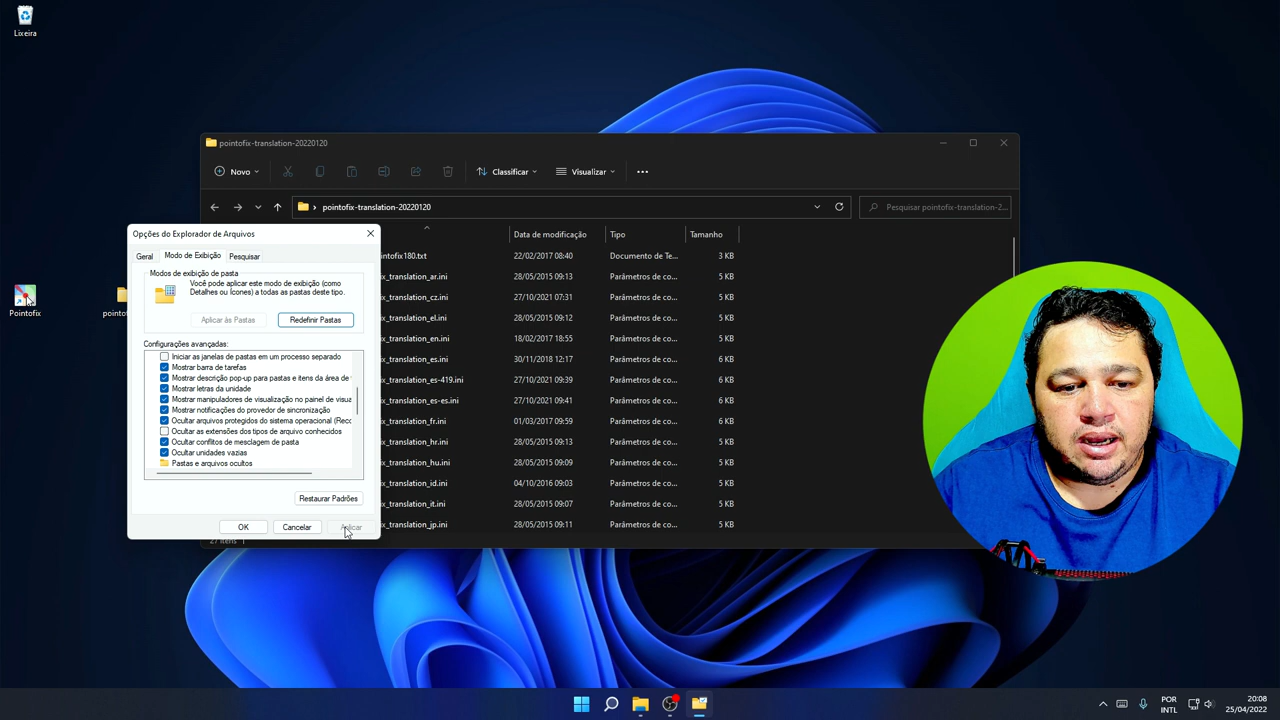 Lixeira
pointofix-translation-20220120
Novo
Classificar
Visualizar
pointofix-translation-20220120
Pesquisar pointofix-translation-2...
Data de modificação
Tipo
Tamanho
Opções do Explorador de Arquivos
Geral
Modo de Exibição
Pesquisar
Modos de exibição de pasta
Você pode aplicar este modo de exibição (como
Detalhes ou Ícones) a todas as pastas deste tipo.
Aplicar às Pastas
Redefinir Pastas
Configurações avançadas:
Iniciar as janelas de pastas em um processo separado
Mostrar barra de tarefas
Mostrar descrição pop-up para pastas e itens da área de
Mostrar letras da unidade
Mostrar manipuladores de visualização no painel de visua
Mostrar notificações do provedor de sincronização
Ocultar arquivos protegidos do sistema operacional (Reco
Ocultar as extensões dos tipos de arquivo conhecidos
Ocultar conflitos de mesclagem de pasta
Ocultar unidades vazias
Pastas e arquivos ocultos
Restaurar Padrões
OK
Cancelar
Aplicar
intofix180.txt 22/02/2017 08:40 Documento de Te... 3 KB
ix_translation_ar.ini 28/05/2015 09:13 Parâmetros de co... 5 KB
ix_translation_cz.ini 27/10/2021 07:31 Parâmetros de co... 5 KB
ix_translation_el.ini 28/05/2015 09:12 Parâmetros de co... 5 KB
ix_translation_en.ini 18/02/2017 18:55 Parâmetros de co... 5 KB
ix_translation_es.ini 30/11/2018 12:17 Parâmetros de co... 6 KB
ix_translation_es-419.ini 27/10/2021 09:39 Parâmetros de co... 6 KB
ix_translation_es-es.ini 27/10/2021 09:41 Parâmetros de co... 6 KB
ix_translation_fr.ini 01/03/2017 09:59 Parâmetros de co... 6 KB
ix_translation_hr.ini 28/05/2015 09:13 Parâmetros de co... 5 KB
ix_translation_hu.ini 28/05/2015 09:09 Parâmetros de co... 5 KB
ix_translation_id.ini 04/10/2016 09:03 Parâmetros de co... 5 KB
ix_translation_it.ini 28/05/2015 09:07 Parâmetros de co... 5 KB
ix_translation_jp.ini 28/05/2015 09:11 Parâmetros de co... 5 KB
27 itens
Pointofix
pointof
POR
INTL
20:08
25/04/2022